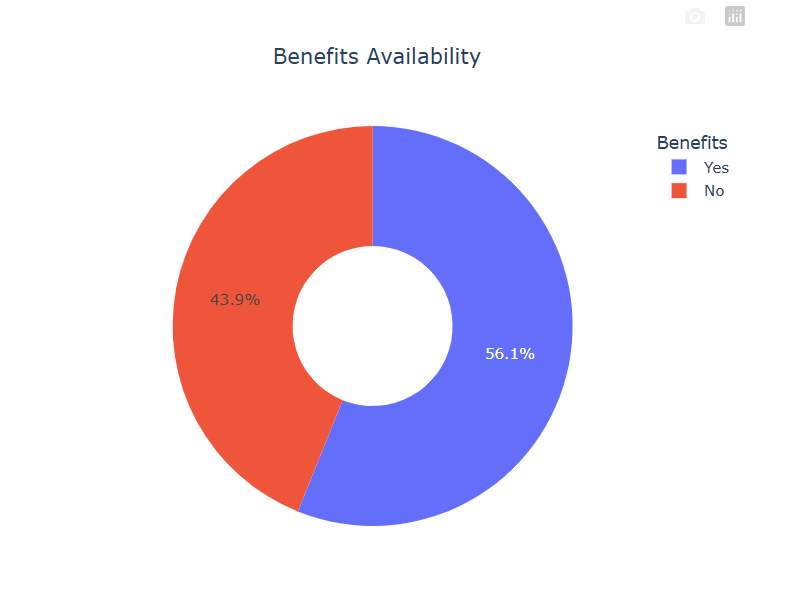 Benefits Availability
Benefits
Yes
No
43.9%
56.1%